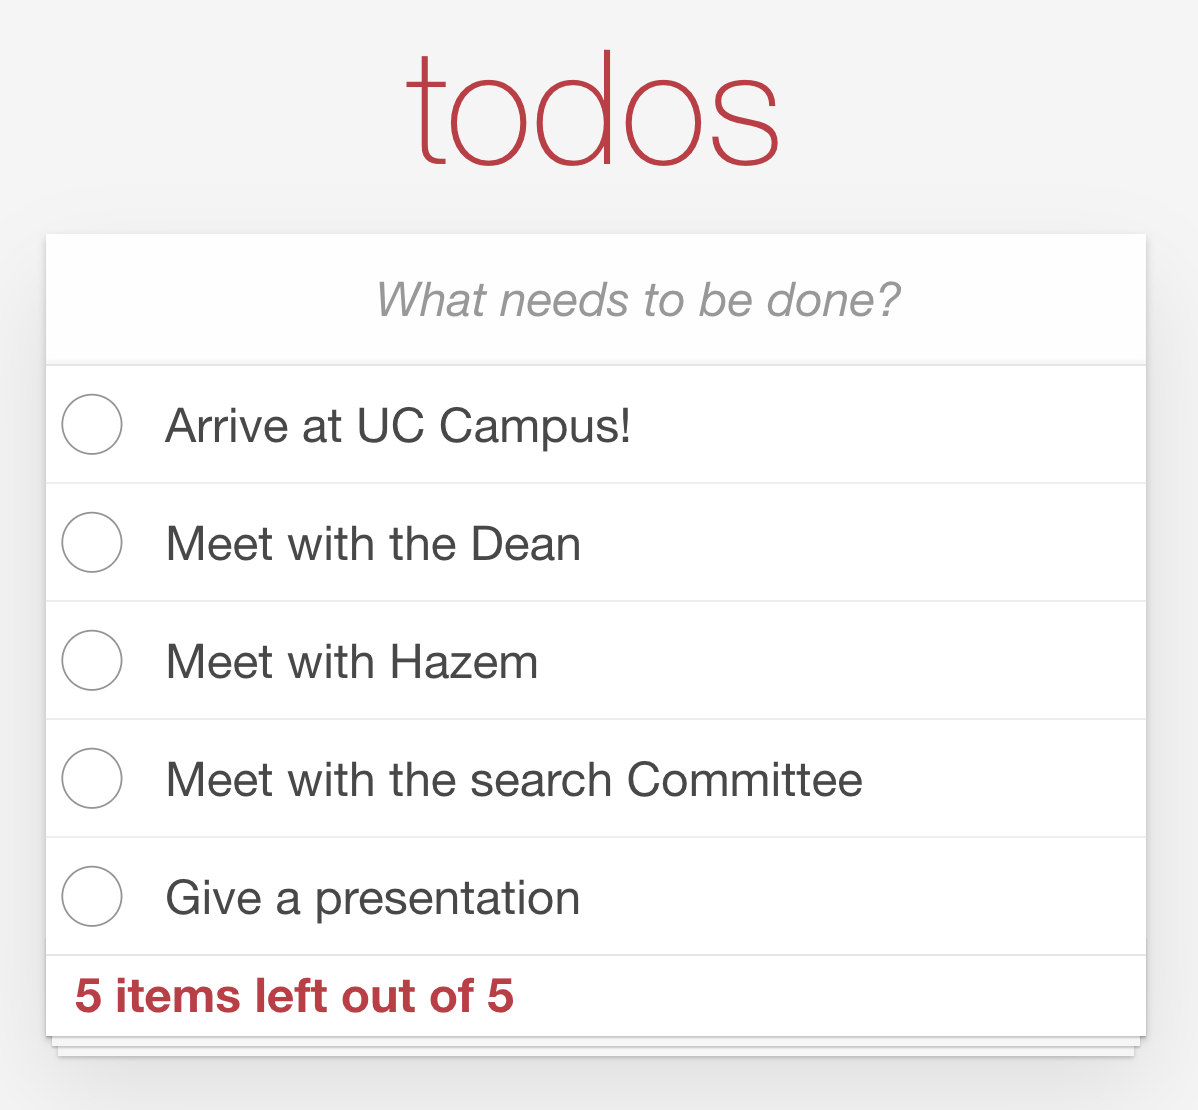 todos
What needs to be done?
Arrive at UC Campus!
Meet with the Dean
Meet with Hazem
Meet with the search Committee
Give a presentation
5 items left out of 5